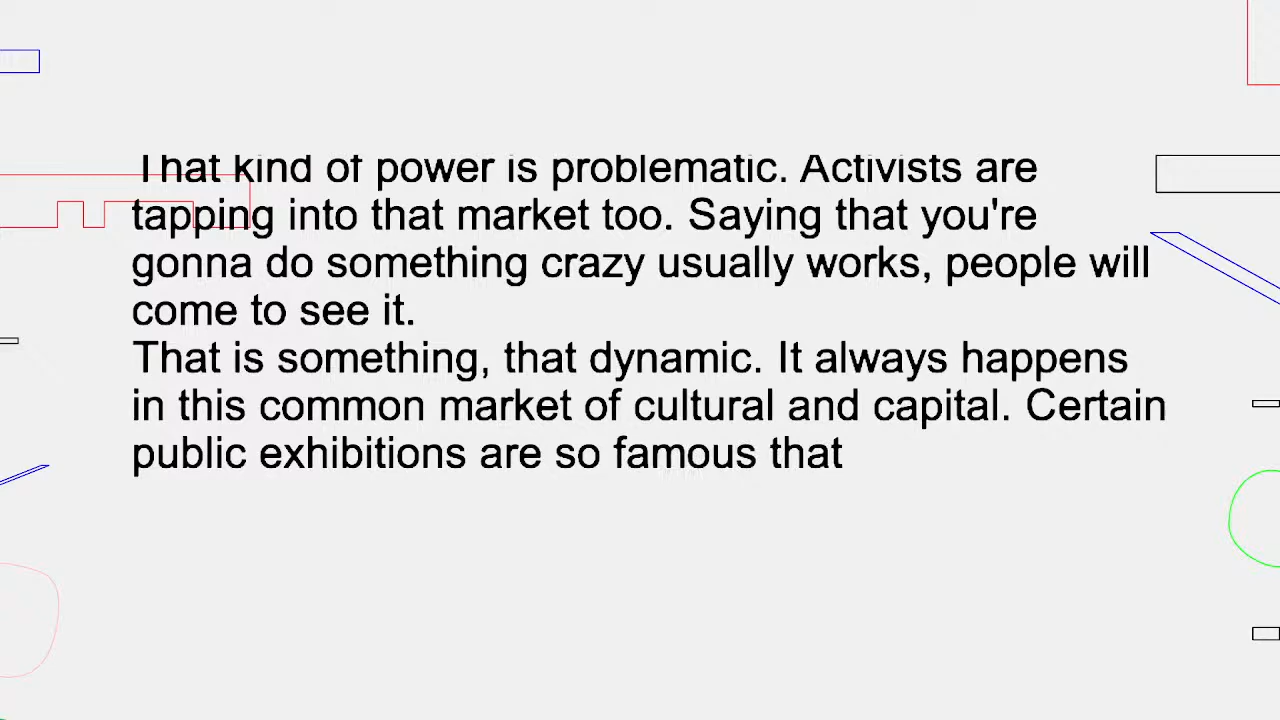 That kind of power is problematic. Activists are
tapping into that market too. Saying that you're
gonna do something crazy usually works, people will
come to see it.
That is something, that dynamic. It always happens
in this common market of cultural and capital. Certain
public exhibitions are so famous that